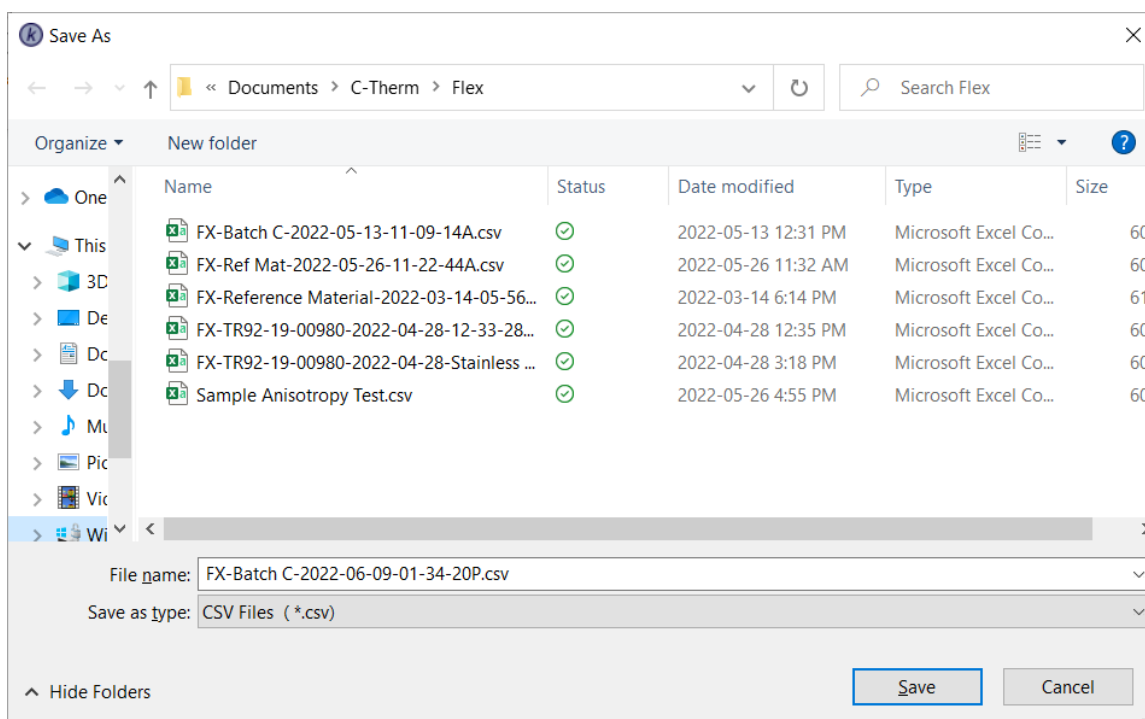 Save As
« Documents > C-Therm > Flex
Search Flex
Organize
New folder
Name Status Date modified Type Size
One
This
3D
De
Do
Do
Mu
Pic
Vic
Wi
FX-Batch C-2022-05-13-11-09-14A.csv 2022-05-13 12:31 PM Microsoft Excel Co... 60
FX-Ref Mat-2022-05-26-11-22-44A.csv 2022-05-26 11:32 AM Microsoft Excel Co... 60
FX-Reference Material-2022-03-14-05-56... 2022-03-14 6:14 PM Microsoft Excel Co... 61
FX-TR92-19-00980-2022-04-28-12-33-28... 2022-04-28 12:35 PM Microsoft Excel Co... 60
FX-TR92-19-00980-2022-04-28-Stainless ... 2022-04-28 3:18 PM Microsoft Excel Co... 60
Sample Anisotropy Test.csv 2022-05-26 4:55 PM Microsoft Excel Co... 60
File name: FX-Batch C-2022-06-09-01-34-20P.csv
Save as type: CSV Files ( *.csv)
Hide Folders
Save
Cancel